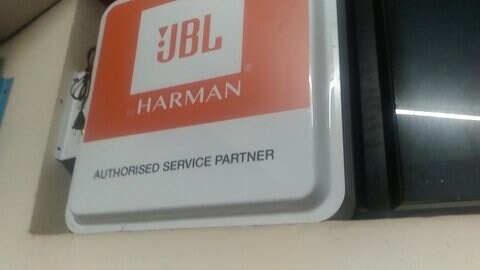 JBL
HARMAN
AUTHORISED SERVICE PARTNER